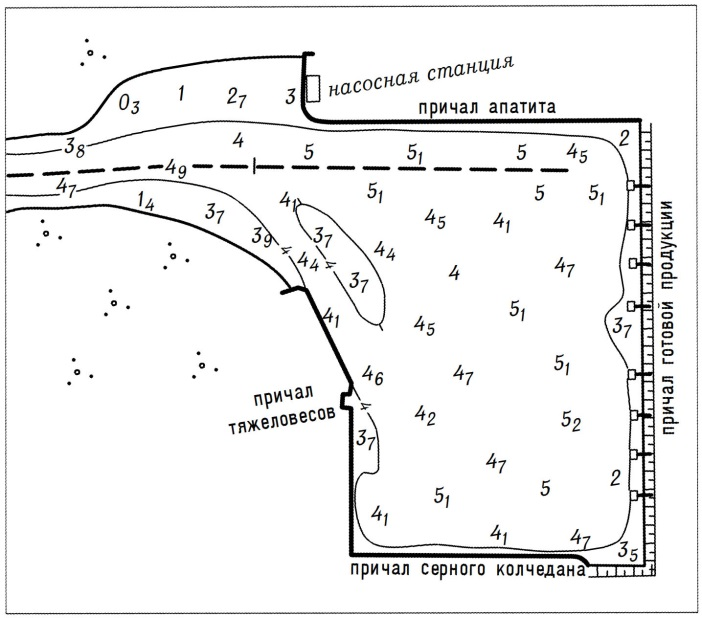 насосная станция
причал апатита
0₃ 1 2₇ 3
3₈ 4 5 5₁ 5 4₅ 2
4₉
4₇ 1₄ 3₇ 4₁ 5₁ 5 5₁
3₉ 4 3₇ 4₅ 4₁
4₄ 4 3₇ 4₄ 4 4₇
4₁ 4₅ 5₁ 3₇
причал готовой продукции
4₆ 4₇ 5₁
причал
тяжеловесов
4 4₂ 5₂
3₇ 4₇
5₁ 5 2
4₁ 4₁ 4₇ 3₅
причал серного колчедана